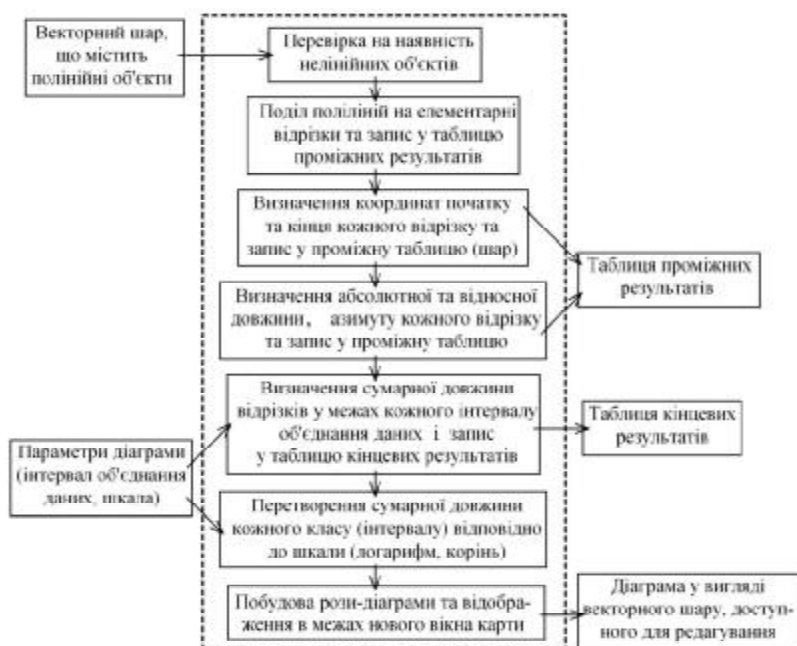 Векторний шар,
що містить
полінійні об'єкти
Перевірка на наявність
нелінійних об'єктів
Поділ поліліній на елементарні
відрізки та запис у таблицю
проміжних результатів
Визначення координат початку
та кінця кожного відрізку та
запис у проміжну таблицю (шар)
Таблиця проміжних
результатів
Визначення абсолютної та відносної
довжини, азимуту кожного відрізку
та запис у проміжну таблицю
Визначення сумарної довжини
відрізків у межах кожного інтервалу
об'єднання даних і запис
у таблицю кінцевих результатів
Таблиця кінцевих
результатів
Параметри діаграми
(інтервал об'єднання
даних, шкала)
Перетворення сумарної довжини
кожного класу (інтервалу) відповідно
до шкали (логарифм, корінь)
Побудова рози-діаграми та відобра-
ження в межах нового вікна карти
Діаграма у вигляді
векторного шару, доступ-
ного для редагування